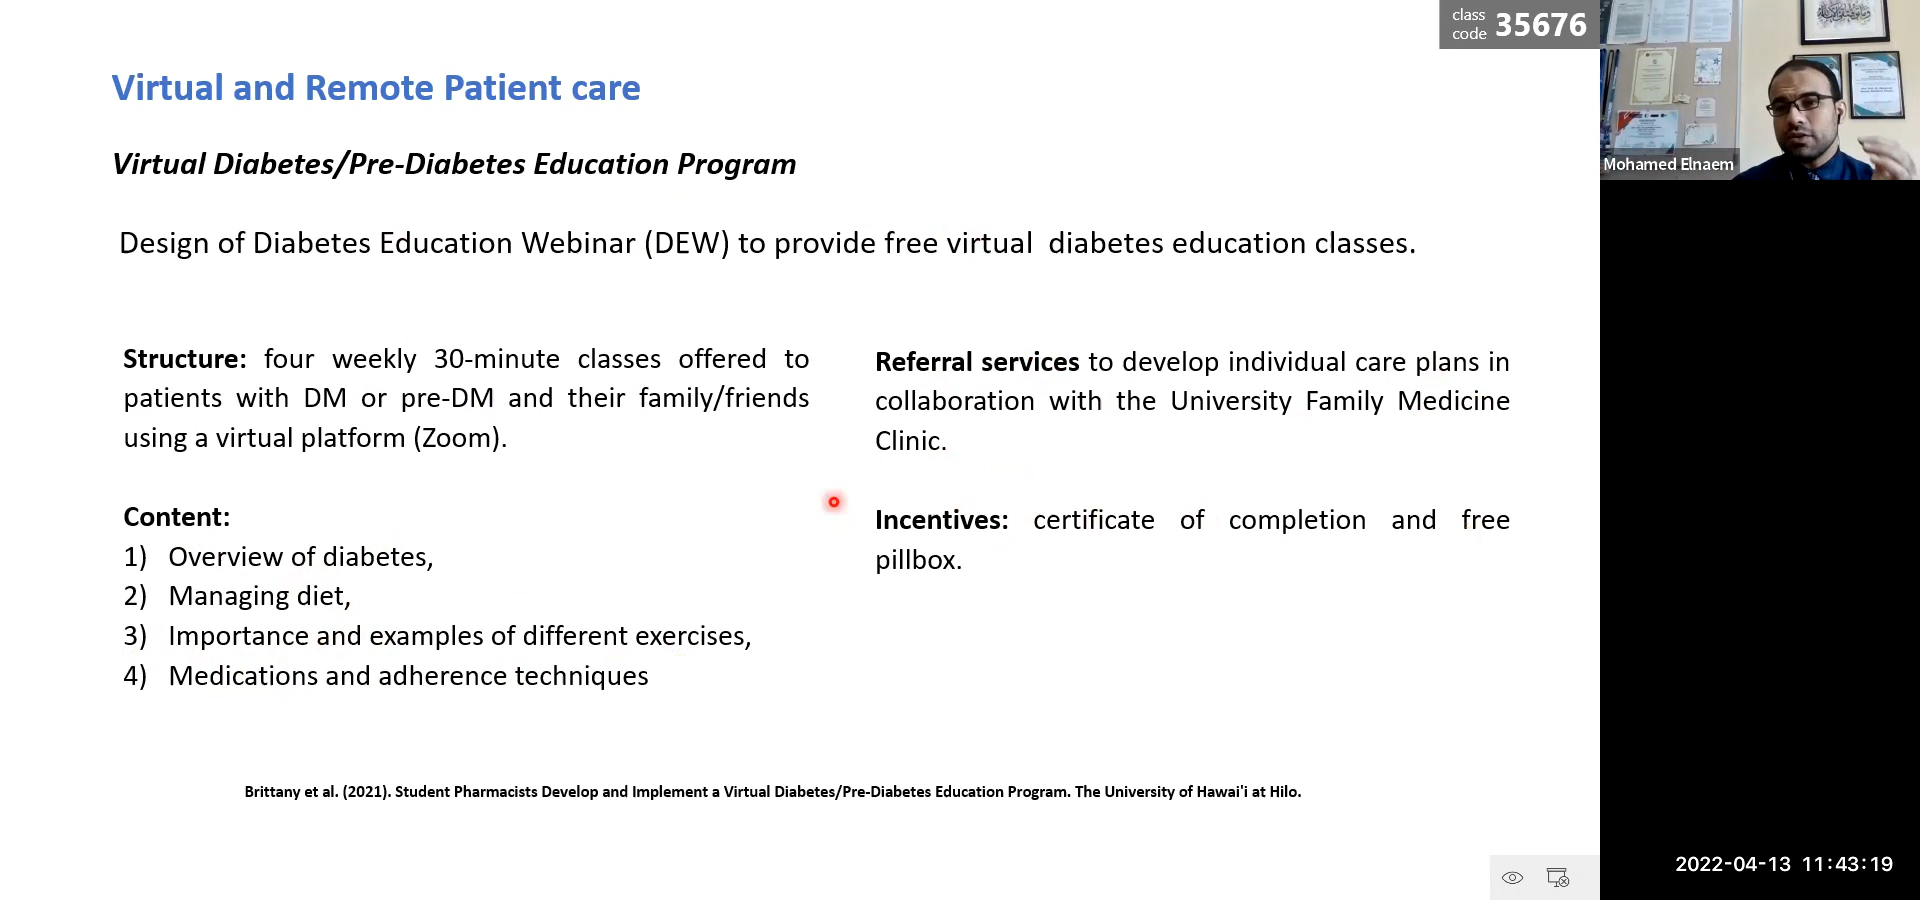 class
code 35676
Virtual and Remote Patient care
Virtual Diabetes/Pre-Diabetes Education Program
Design of Diabetes Education Webinar (DEW) to provide free virtual diabetes education classes.
Structure: four weekly 30-minute classes offered to
patients with DM or pre-DM and their family/friends
using a virtual platform (Zoom).
Content:
1) Overview of diabetes,
2) Managing diet,
3) Importance and examples of different exercises,
4) Medications and adherence techniques
Referral services to develop individual care plans in
collaboration with the University Family Medicine
Clinic.
Incentives: certificate of completion and free
pillbox.
Brittany et al. (2021). Student Pharmacists Develop and Implement a Virtual Diabetes/Pre-Diabetes Education Program. The University of Hawai'i at Hilo.
Mohamed Elnaem
2022-04-13 11:43:19